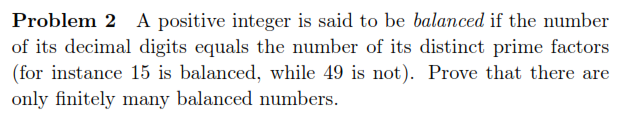 Problem 2 A positive integer is said to be balanced if the number
of its decimal digits equals the number of its distinct prime factors
(for instance 15 is balanced, while 49 is not). Prove that there are
only finitely many balanced numbers.